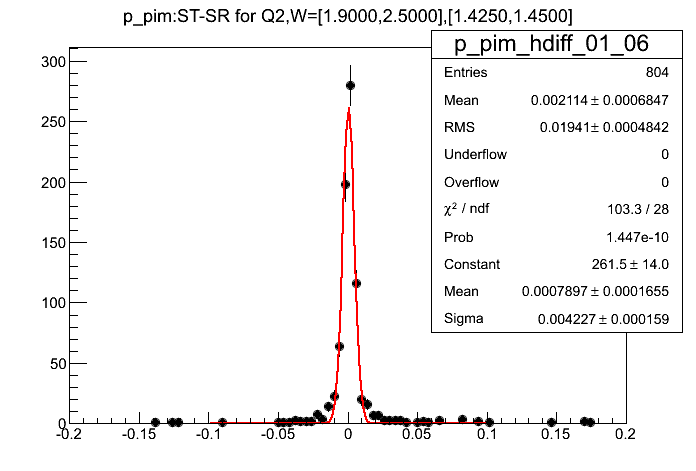 p_pim:ST-SR for Q2,W=[1.9000,2.5000],[1.4250,1.4500]
p_pim_hdiff_01_06
Entries 804
Mean 0.002114 ± 0.0006847
RMS 0.01941 ± 0.0004842
Underflow 0
Overflow 0
χ² / ndf 103.3 / 28
Prob 1.447e-10
Constant 261.5 ± 14.0
Mean 0.0007897 ± 0.0001655
Sigma 0.004227 ± 0.000159
300
250
200
150
100
50
0
-0.2 -0.15 -0.1 -0.05 0 0.05 0.1 0.15 0.2